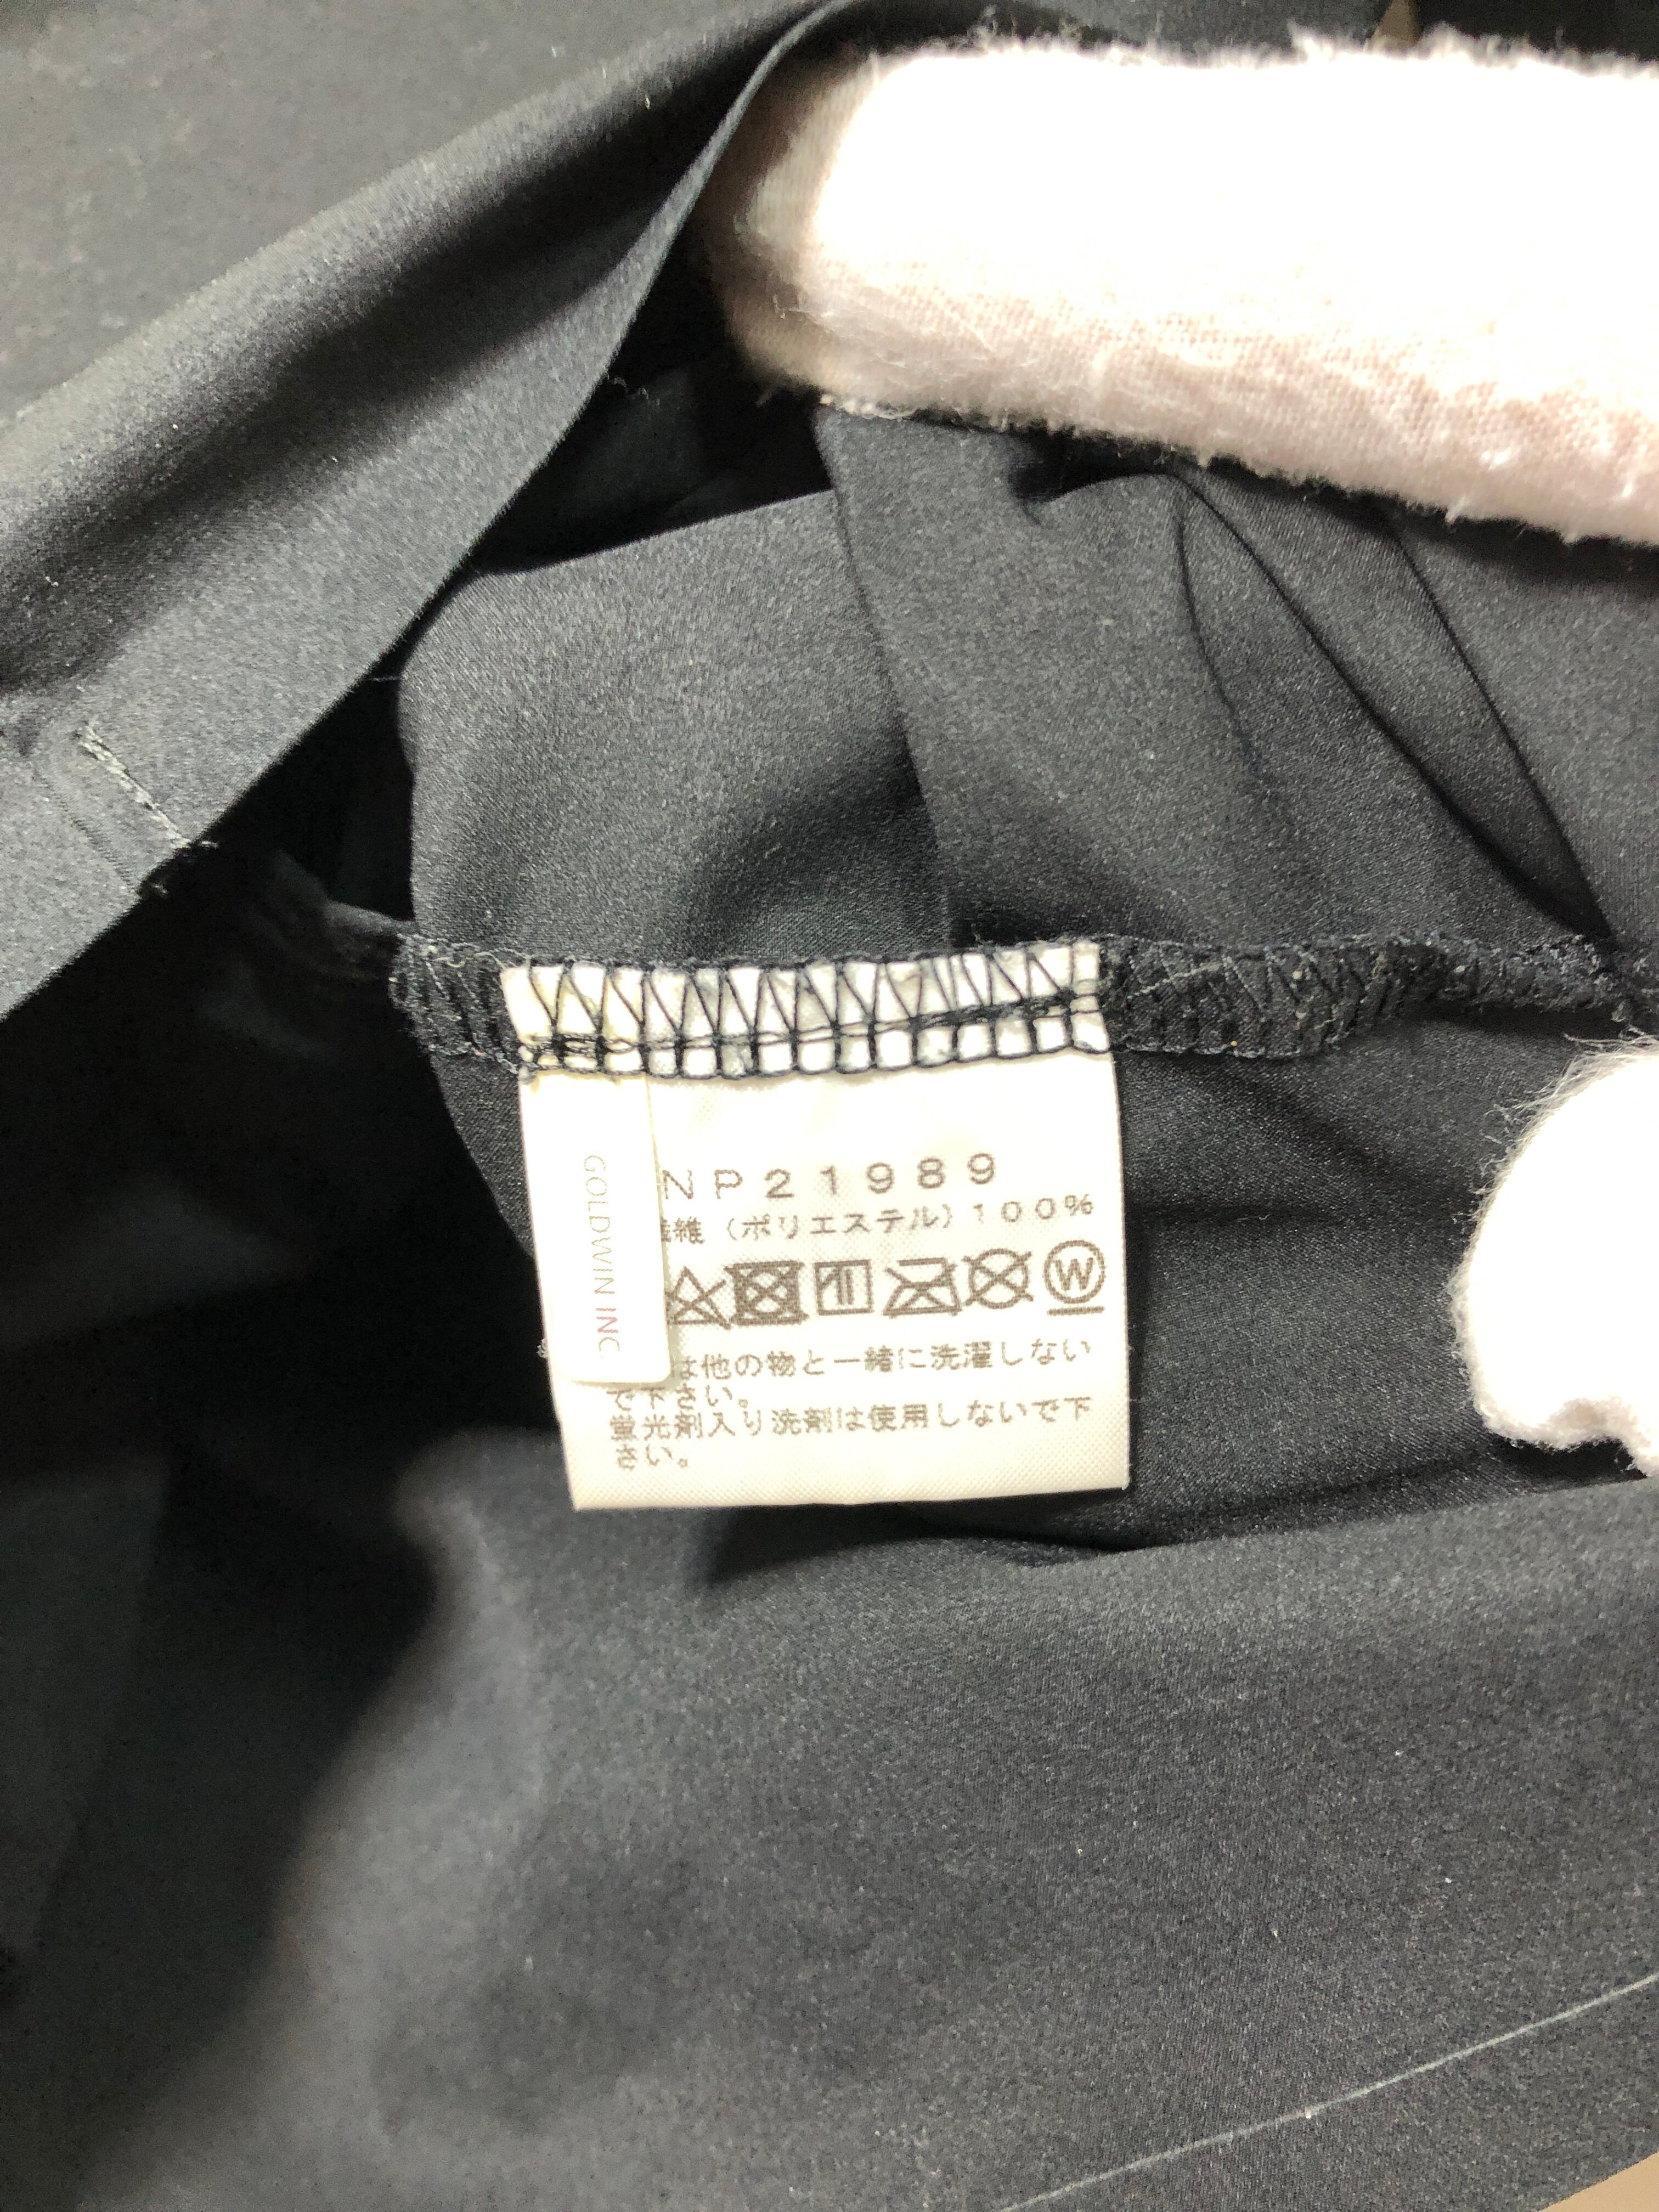 NP21989
維（ポリエステル）100%
GOLDWIN INC
W
は他の物と一緒に洗濯しない
で下さい。
蛍光剤入り洗剤は使用しないで下
さい。